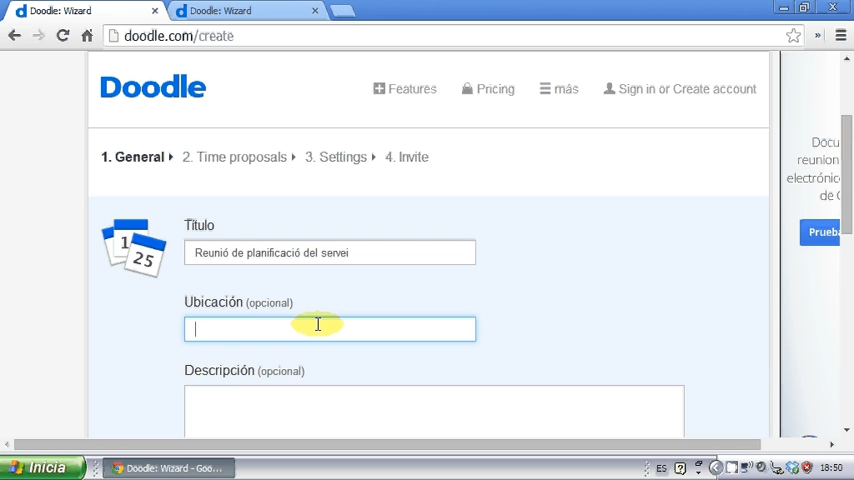 Doodle: Wizard
Doodle: Wizard
doodle.com/create
Doodle
Features
Pricing
más
Sign in or Create account
1. General
2. Time proposals
3. Settings
4. Invite
1
25
Título
Reunió de planificació del servei
Ubicación (opcional)
Descripción (opcional)
reunion
electrónic
de C
Prueba
Inicia
Doodle: Wizard - Goo...
ES
18:50